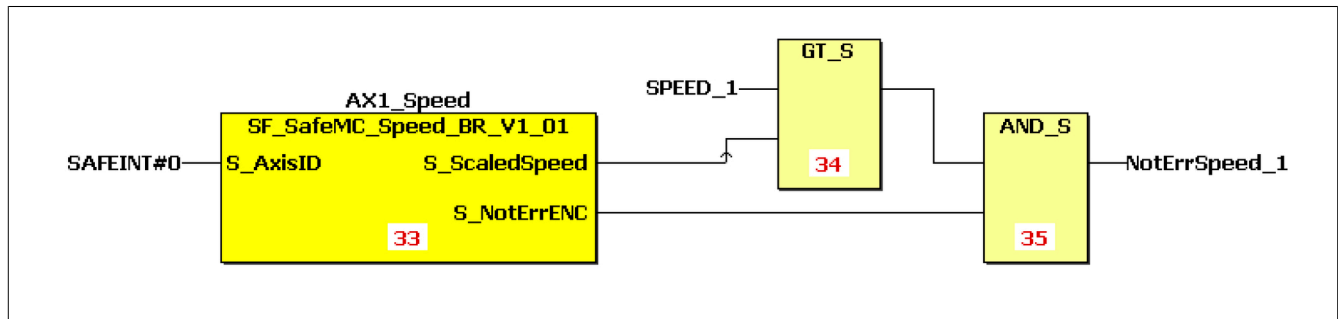 GT_S
SPEED_1
34
AX1_Speed
SF_SafeMC_Speed_BR_V1_01
SAFEINT#0
S_AxisID
S_ScaledSpeed
S_NotErrENC
33
AND_S
NotErrSpeed_1
35